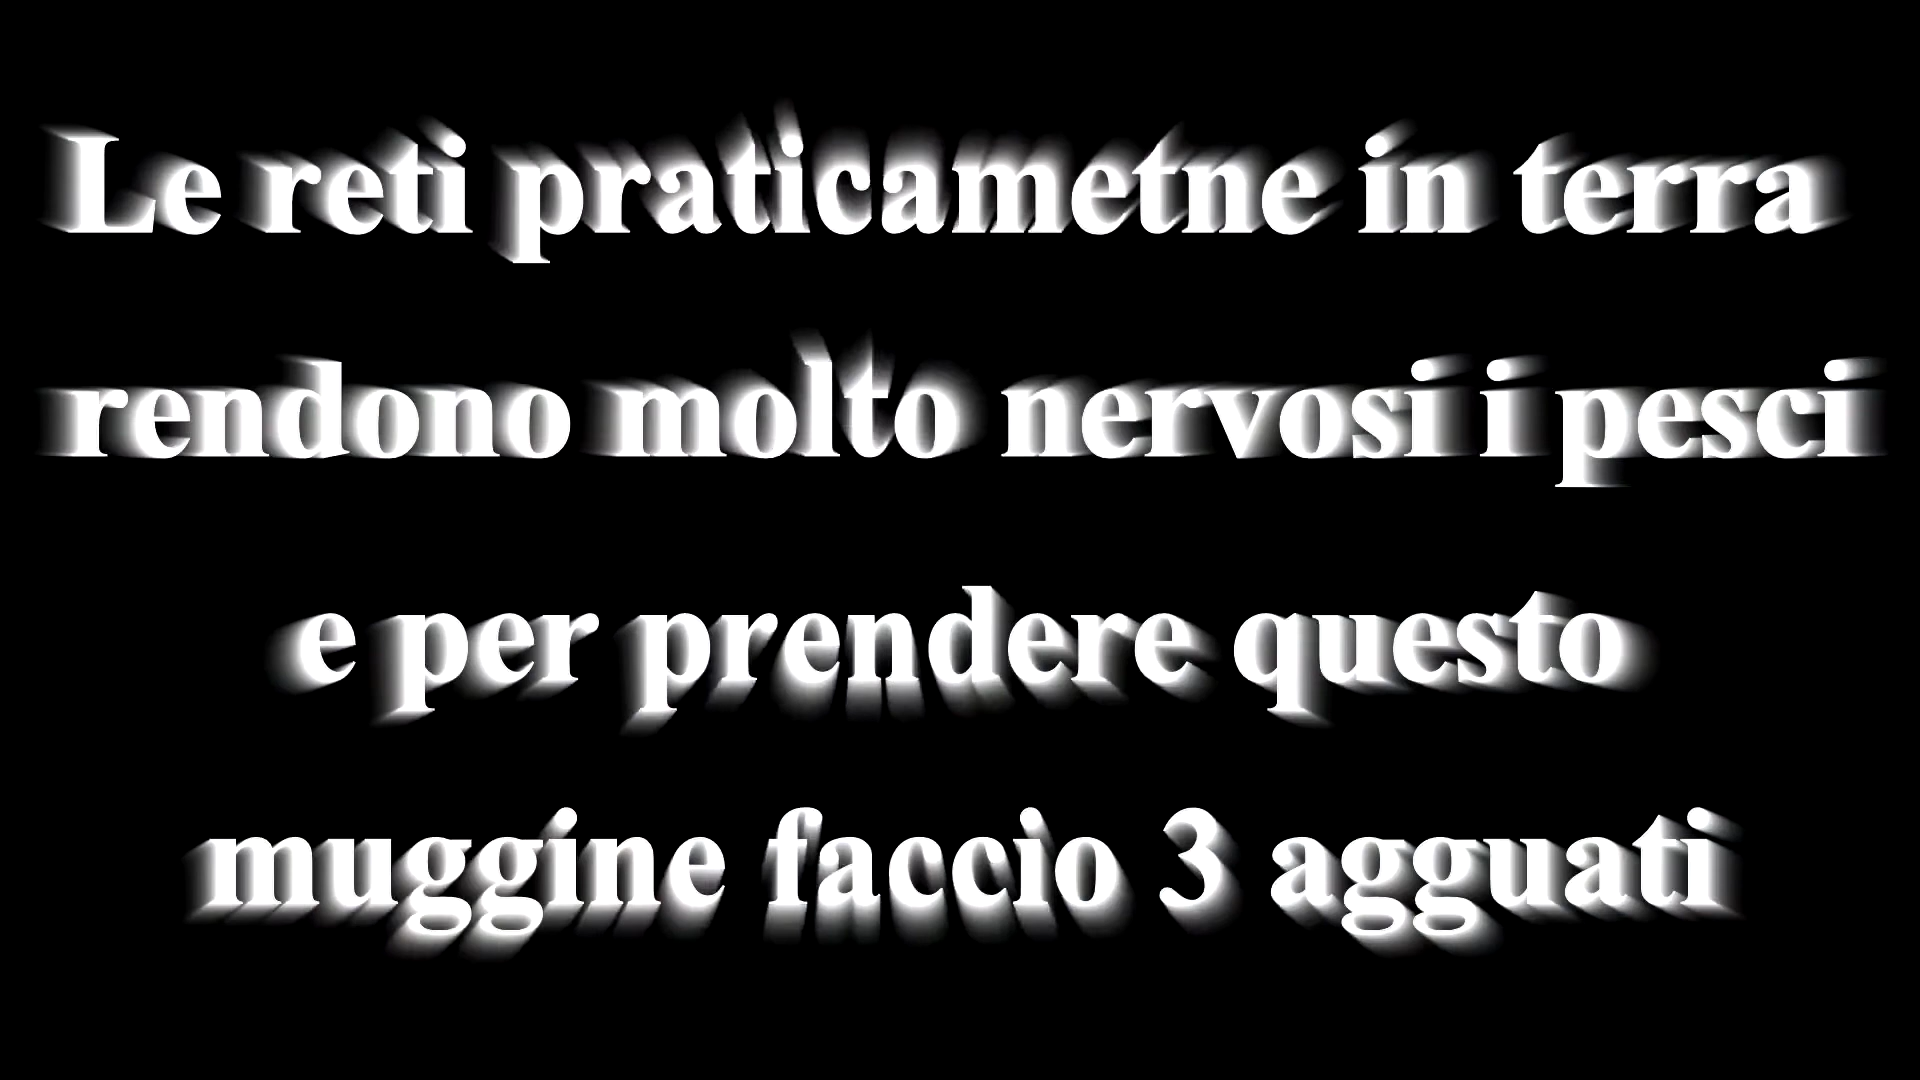 Le reti praticametne in terra
rendono molto nervosi i pesci
e per prendere questo
muggine faccio 3 agguati